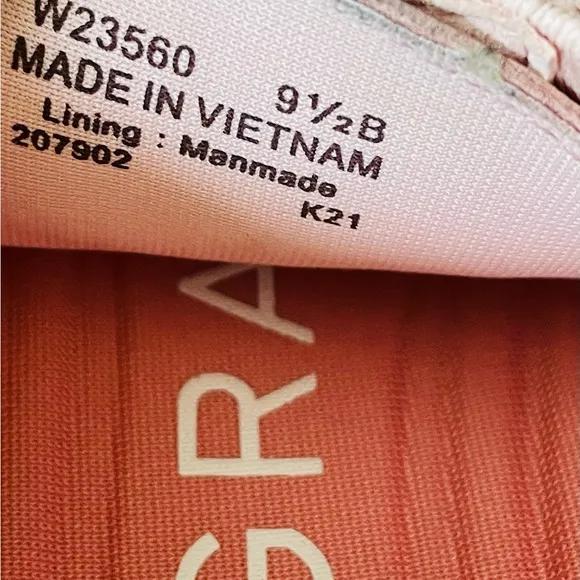 W23560
9½B
MADE IN VIETNAM
Lining : Manmade
207902
K21
GRA